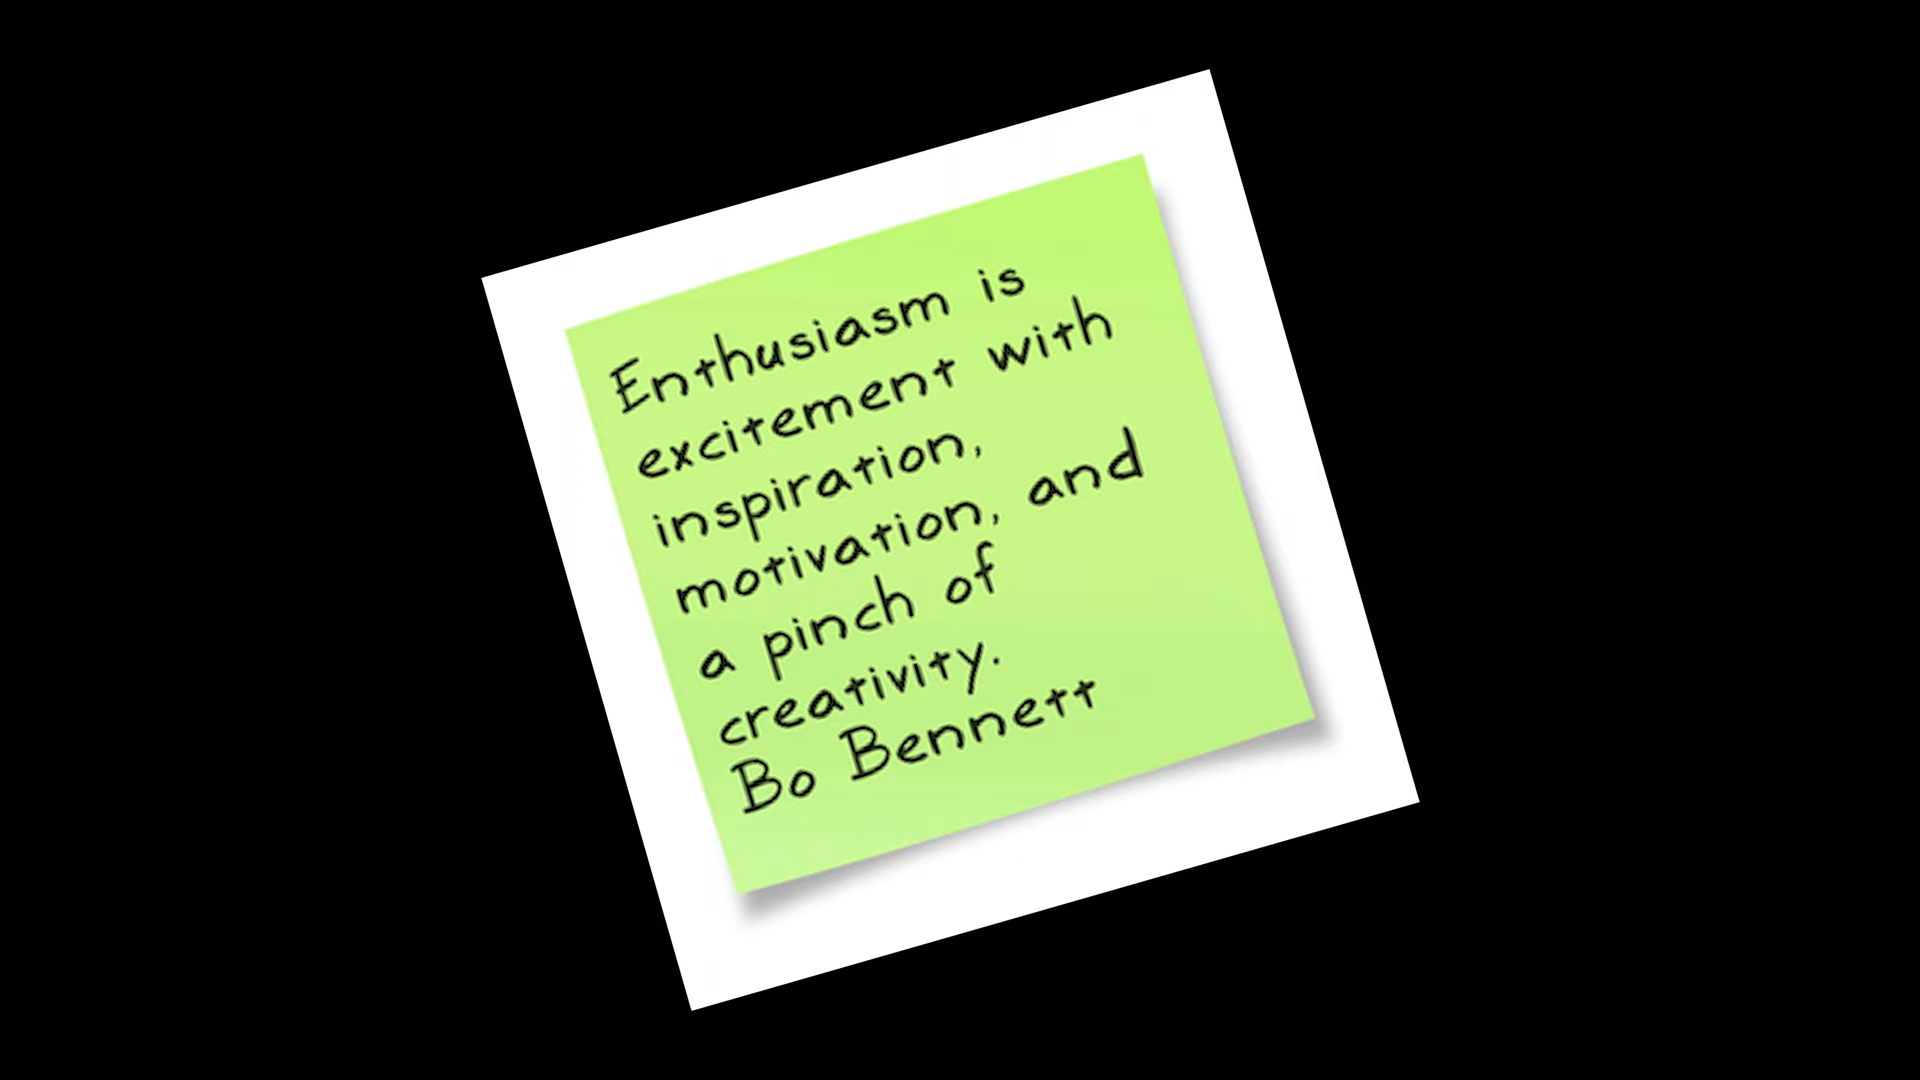 Enthusiasm is
excitement with
inspiration,
motivation, and
a pinch of
creativity.
Bo Bennett